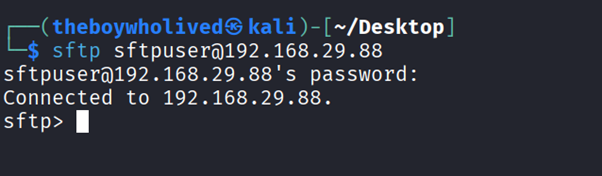 ┌──(theboywholived㉿kali)-[~/Desktop]
└─$ sftp sftpuser@192.168.29.88
sftpuser@192.168.29.88's password:
Connected to 192.168.29.88.
sftp>